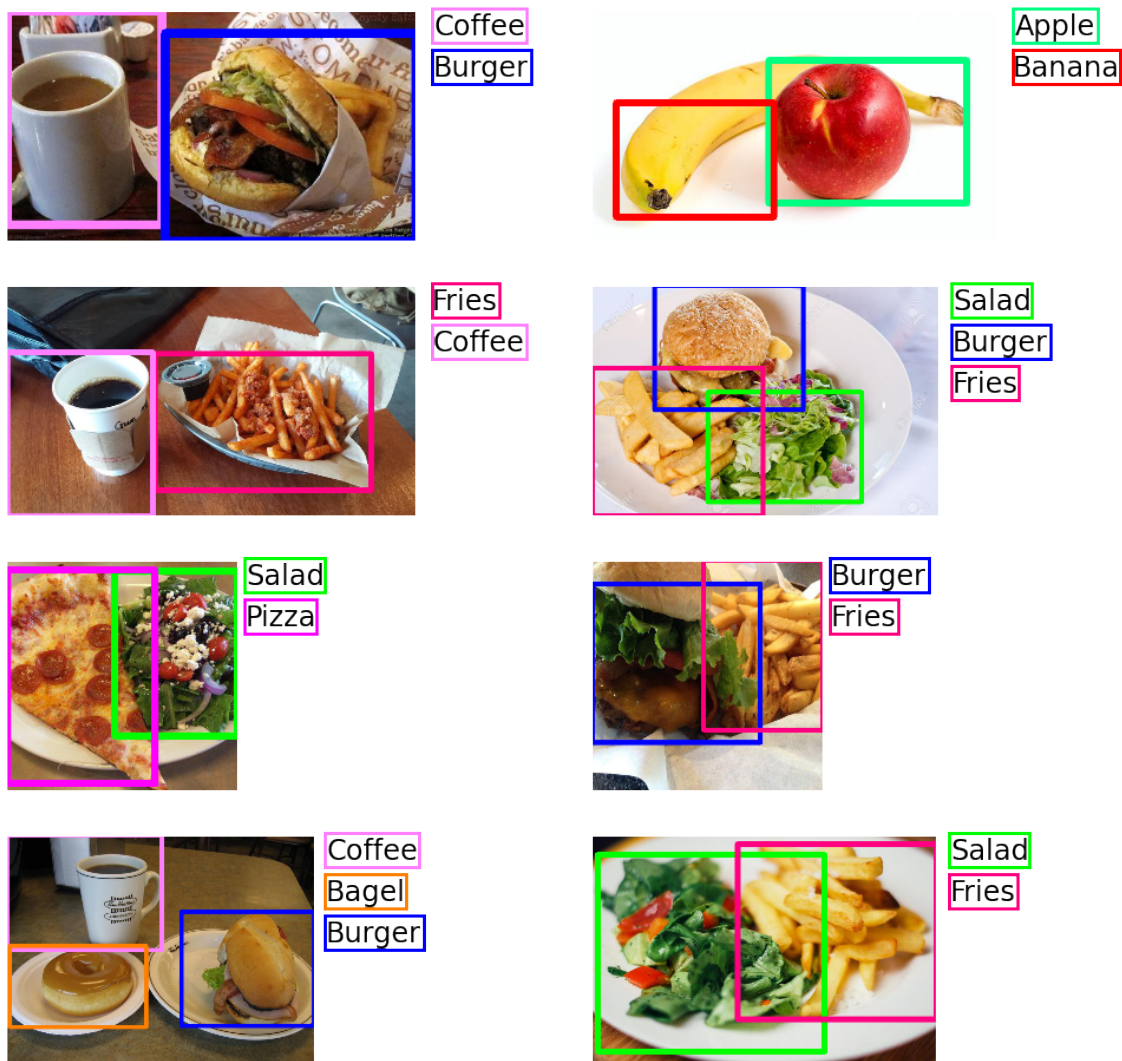 Coffee
Burger
Apple
Banana
Fries
Coffee
Salad
Burger
Fries
Salad
Pizza
Burger
Fries
Coffee
Bagel
Burger
Salad
Fries